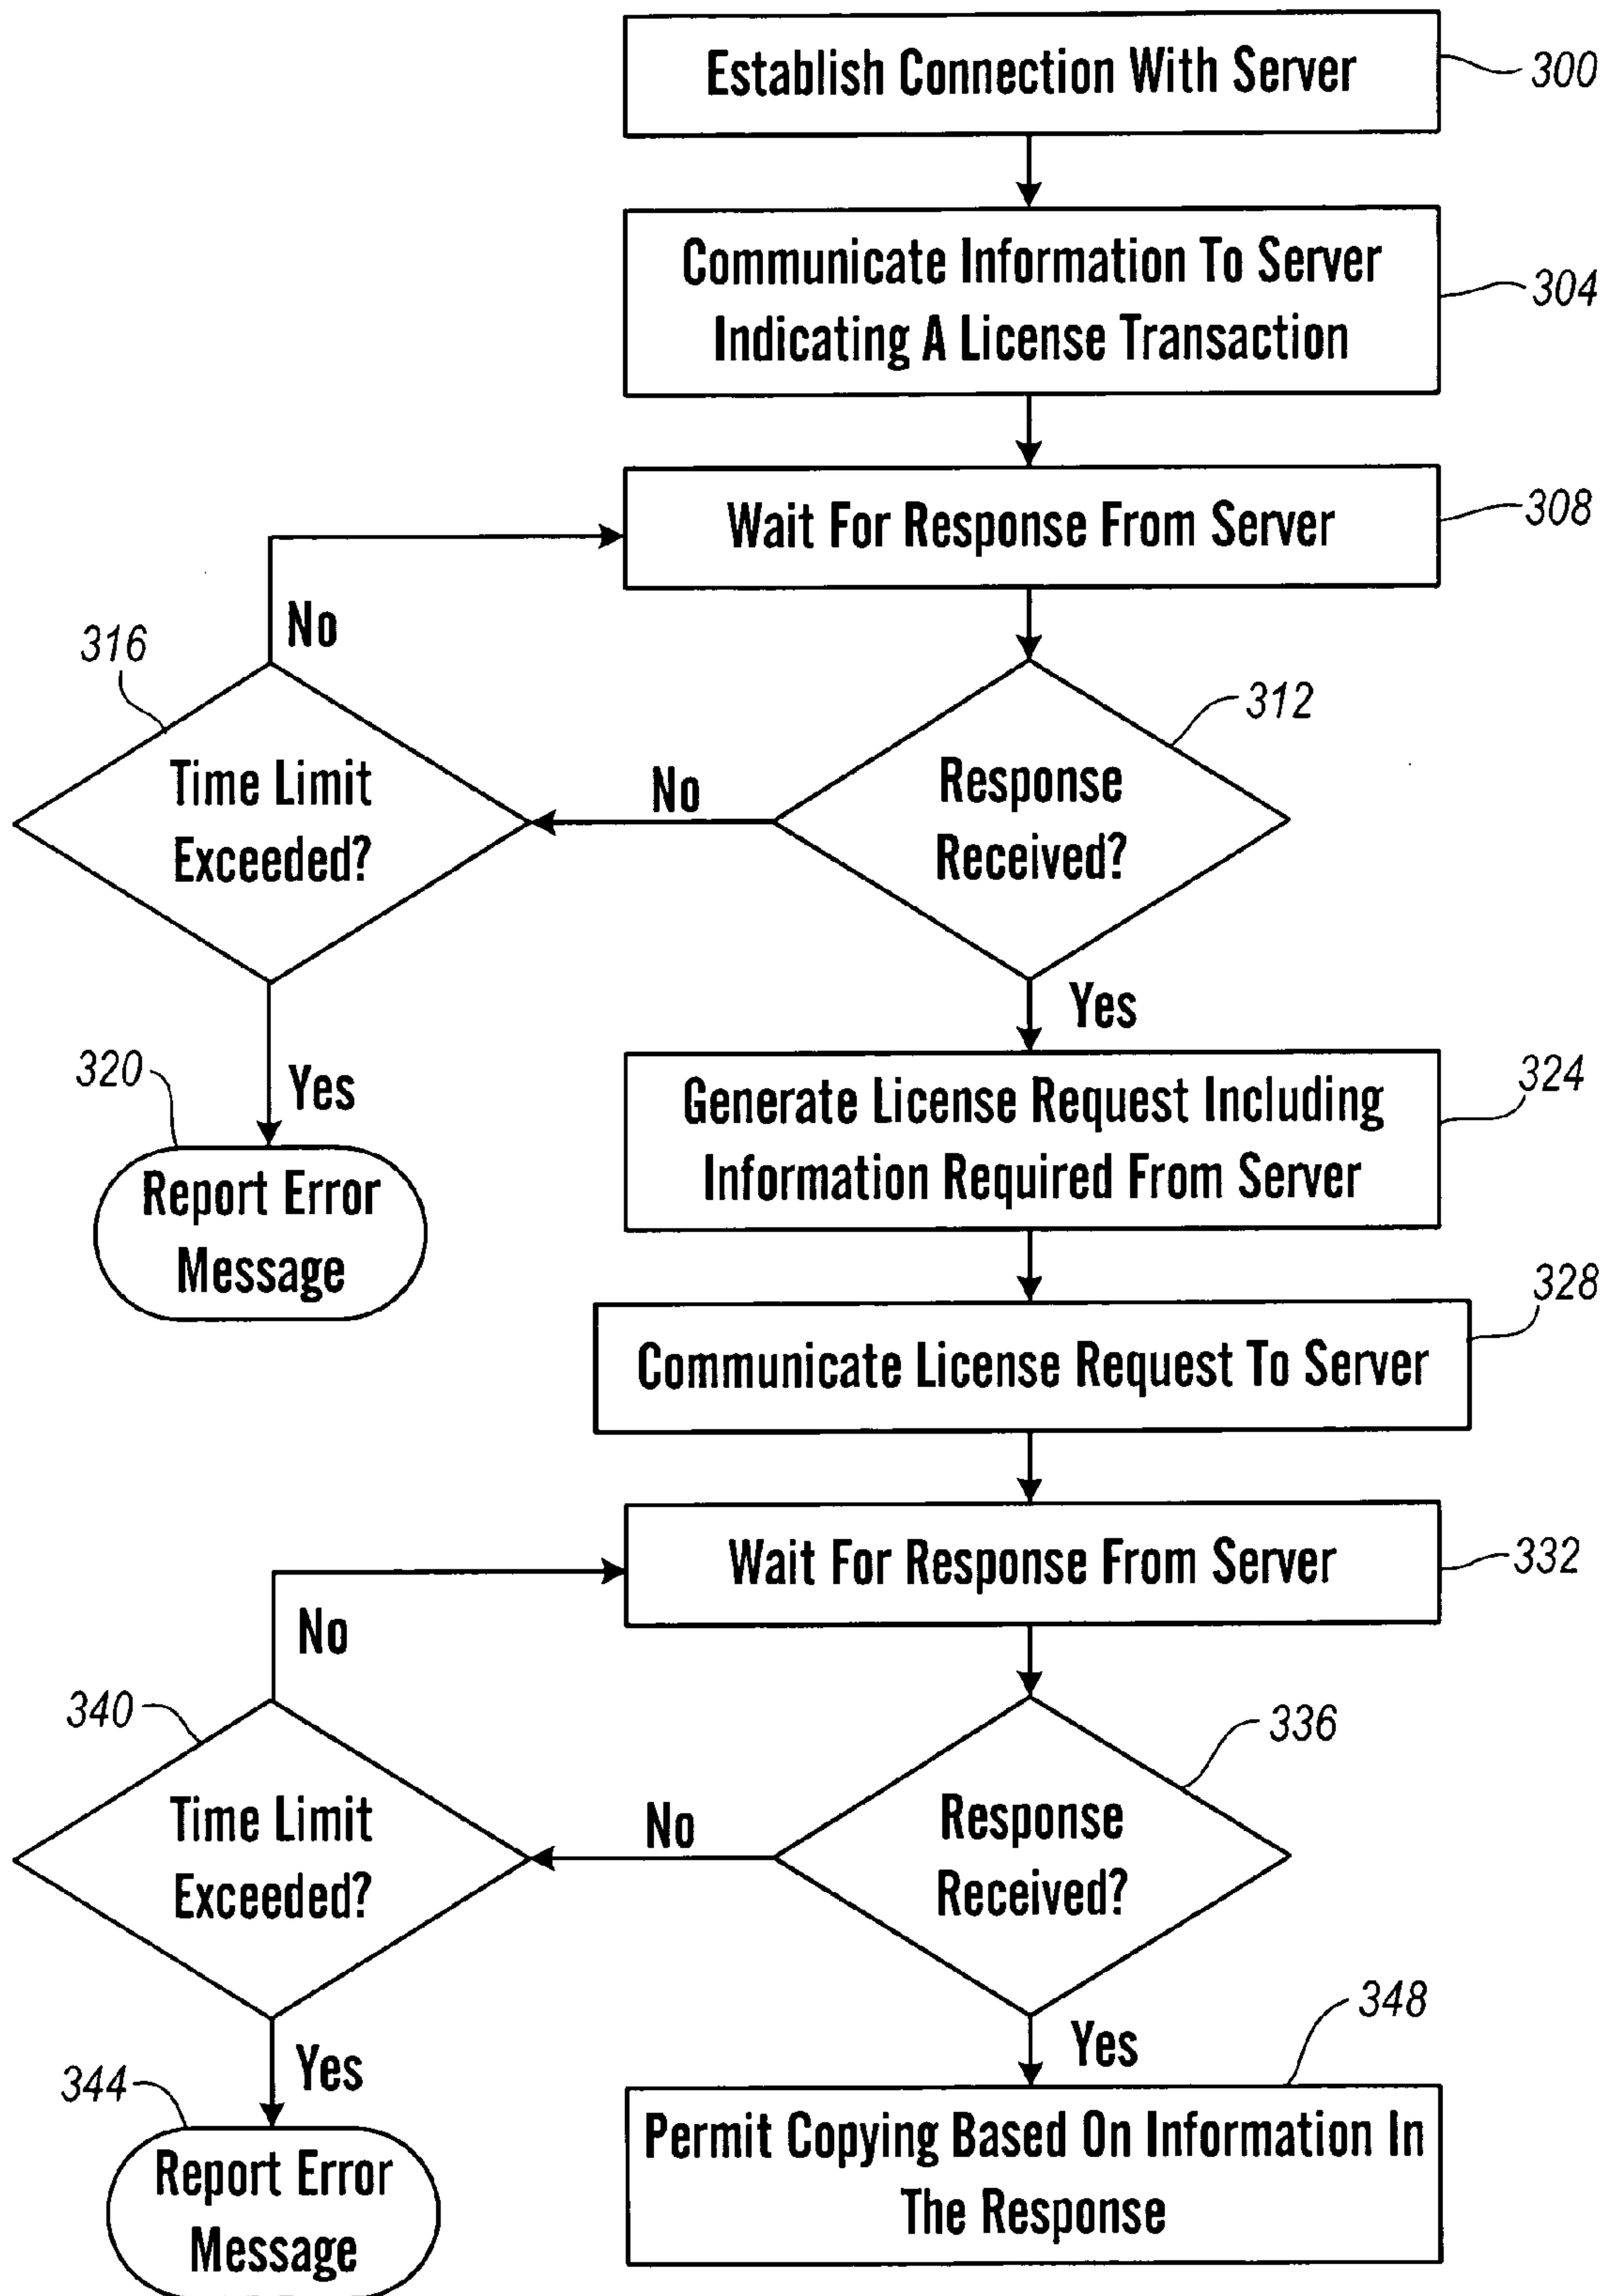 Establish Connection With Server
300
Communicate Information To Server
Indicating A License Transaction
304
Wait For Response From Server
308
No
316
Time Limit
Exceeded?
No
Response
Received?
312
Yes
320
Report Error
Message
Yes
Generate License Request Including
Information Required From Server
324
Communicate License Request To Server
328
Wait For Response From Server
332
No
340
Time Limit
Exceeded?
No
Response
Received?
336
Yes
344
Report Error
Message
Yes
348
Permit Copying Based On Information In
The Response